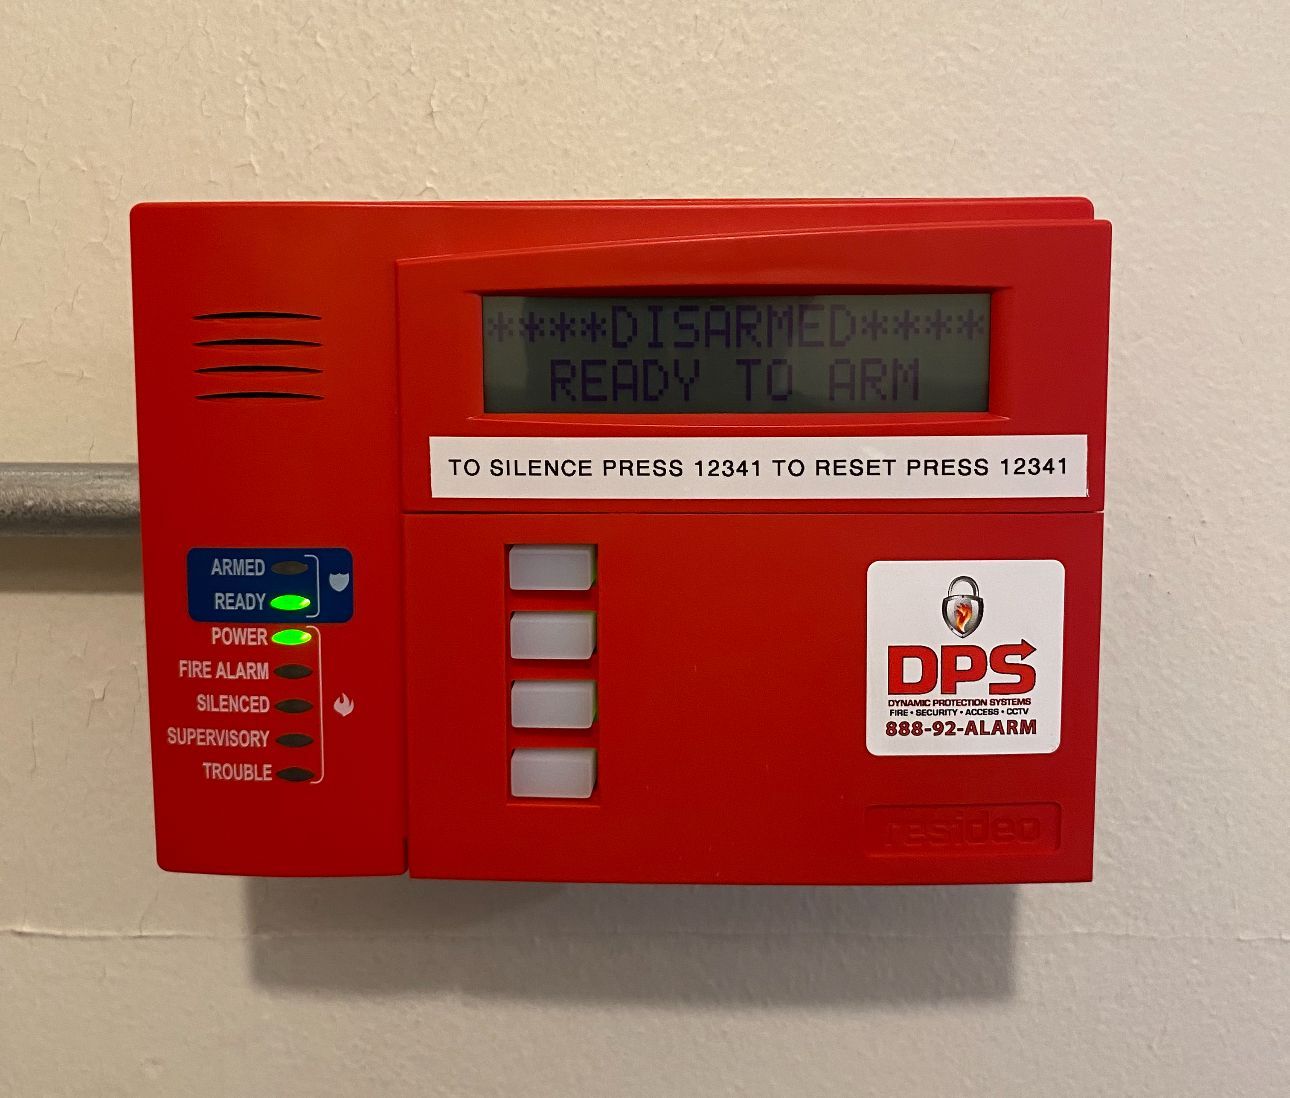 ****DISARMED****
READY TO ARM
TO SILENCE PRESS 12341 TO RESET PRESS 12341
ARMED
READY
POWER
FIRE ALARM
SILENCED
SUPERVISORY
TROUBLE
DPS
DYNAMIC PROTECTION SYSTEMS
FIRE • SECURITY • ACCESS • CCTV
888-92-ALARM
resideo